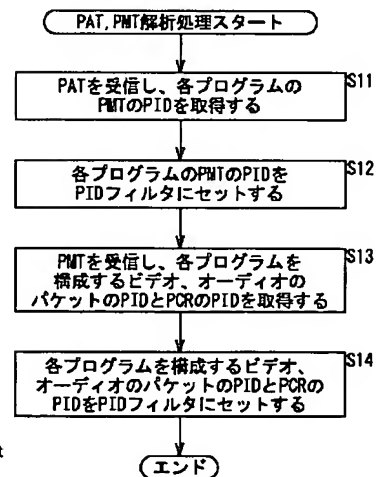 PAT,PMT解析処理スタート
S11
PATを受信し、各プログラムの
PMTのPIDを取得する
S12
各プログラムのPMTのPIDを
PIDフィルタにセットする
S13
PMTを受信し、各プログラムを
構成するビデオ、オーディオの
パケットのPIDとPCRのPIDを取得する
S14
各プログラムを構成するビデオ、
オーディオのパケットのPIDとPCRの
PIDをPIDフィルタにセットする
t
エンド